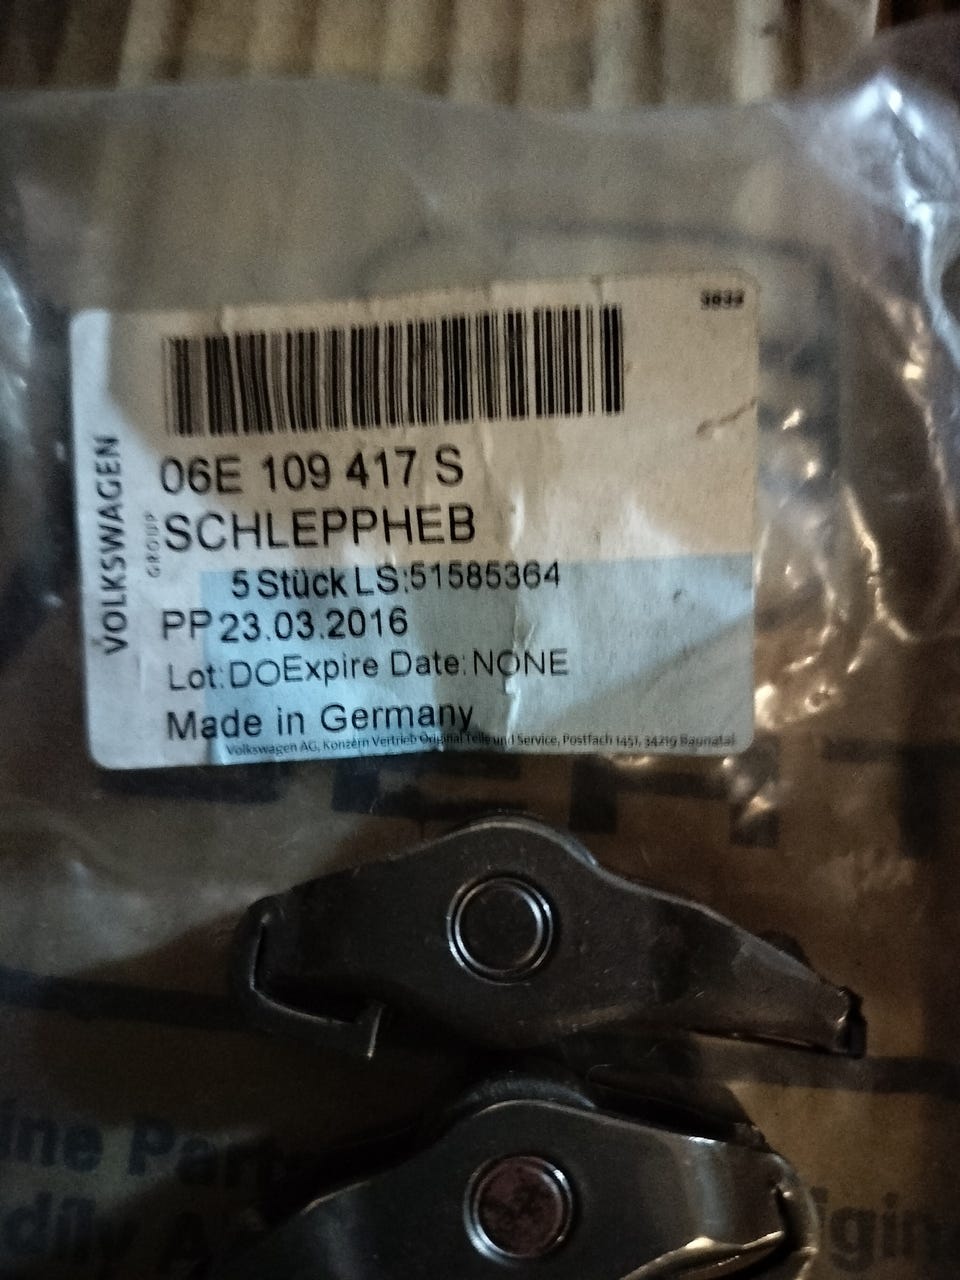 3633
VOLKSWAGEN
GROUP
06E 109 417 S
SCHLEPPHEB
5 Stück LS:51585364
PP 23.03.2016
Lot:DOExpire Date:NONE
Made in Germany
Volkswagen AG, Konzern Vertrieb Original Teile und Service, Postfach 1451, 34219 Baunatal